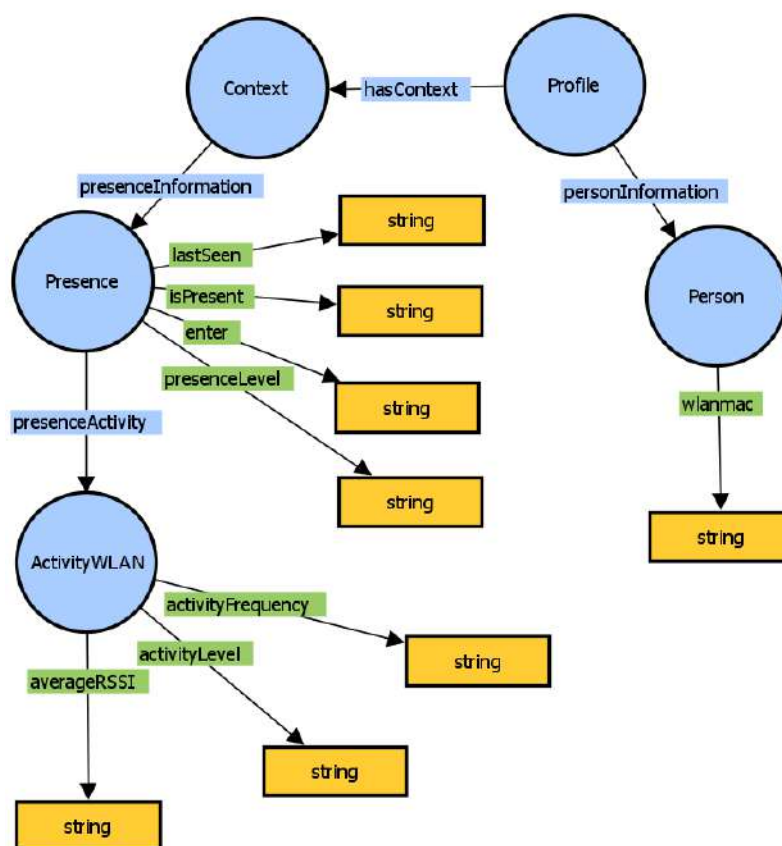 Context
hasContext
Profile
presenceInformation
personInformation
string
lastSeen
Presence
isPresent
string
Person
enter
presenceLevel
string
wlanmac
presenceActivity
string
string
ActivityWLAN
activityFrequency
activityLevel
string
averageRSSI
string
string